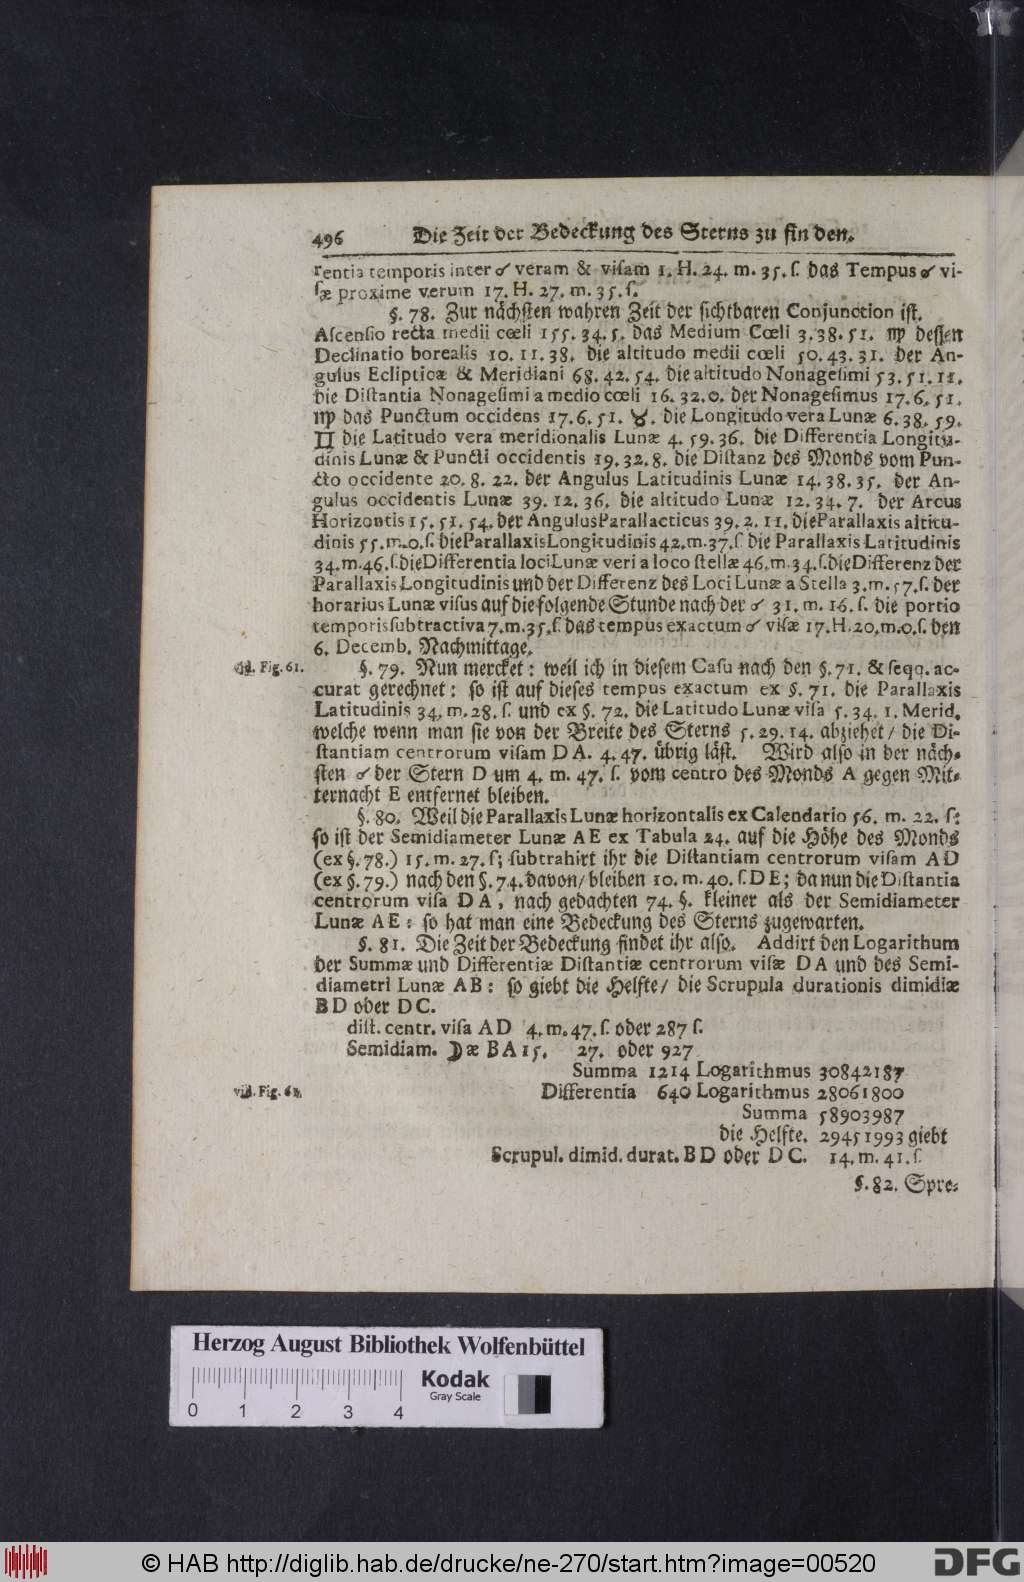 496 Die Zeit der Bedeckung des Sterns zu finden.
rentia temporis inter ☌ veram & visam 1. H. 24. m. 35. s. das Tempus ☌ vi-
sæ proxime verum 17. H. 27. m. 35. s.
§. 78. Zur nächsten wahren Zeit der sichtbaren Conjunction ist.
Ascensio recta medii cœli 155. 34. 5. das Medium Cœli 3. 38. 51. ♍ dessen
Declinatio borealis 10. 11. 38. die altitudo medii cœli 50. 43. 31. der An-
gulus Eclipticæ & Meridiani 68. 42. 54. die altitudo Nonagesimi 53. 51. 11.
die Distantia Nonagesimi a medio cœli 16. 32. 0. der Nonagesimus 17. 6. 51.
♍ das Punctum occidens 17. 6. 51. ♉. die Longitudo vera Lunæ 6. 38. 59.
♊ die Latitudo vera meridionalis Lunæ 4. 59. 36. die Differentia Longitu-
dinis Lunæ & Puncti occidentis 19. 32. 8. die Distanz des Monds vom Pun-
cto occidente 20. 8. 22. der Angulus Latitudinis Lunæ 14. 38. 35. der An-
gulus occidentis Lunæ 39. 12. 36. die altitudo Lunæ 12. 34. 7. der Arcus
Horizontis 15. 51. 54. der Angulus Parallacticus 39. 2. 11. die Parallaxis altitu-
dinis 55. m. 0. s. die Parallaxis Longitudinis 42. m. 37. s. die Parallaxis Latitudinis
34. m. 46. s. die Differentia loci Lunæ veri a loco stellæ 46. m. 34. s. die Differenz der
Parallaxis Longitudinis und der Differenz des Loci Lunæ a Stella 3. m. 57. s. der
horarius Lunæ visus auf die folgende Stunde nach der ☌ 31. m. 16. s. die portio
temporis subtractiva 7. m. 35. s. das tempus exactum ☌ visæ 17. H. 20. m. 0. s. den
6. Decemb. Nachmittage.
vid. Fig. 61.
§. 79. Nun mercket: weil ich in diesem Casu nach den §. 71. & seqq. ac-
curat gerechnet: so ist auf dieses tempus exactum ex §. 71. die Parallaxis
Latitudinis 34. m. 28. s. und ex §. 72. die Latitudo Lunæ visa 5. 34. 1. Merid.
welche wenn man sie von der Breite des Sterns 5. 29. 14. abziehet / die Di-
stantiam centrorum visam D A. 4. 47. übrig läst. Wird also in der näch-
sten ☌ der Stern D um 4. m. 47. s. vom centro des Monds A gegen Mit-
ternacht E entfernet bleiben.
§. 80. Weil die Parallaxis Lunæ horizontalis ex Calendario 56. m. 22. s:
so ist der Semidiameter Lunæ A E ex Tabula 24. auf die Höhe des Monds
(ex §. 78.) 15. m. 27. s; subtrahirt ihr die Distantiam centrorum visam A D
(ex §. 79.) nach den §. 74. davon / bleiben 10. m. 40. s. D E; da nun die Distantia
centrorum visa D A, nach gedachten 74. §. kleiner als der Semidiameter
Lunæ A E: so hat man eine Bedeckung des Sterns zugewarten.
§. 81. Die Zeit der Bedeckung findet ihr also. Addirt den Logarithum
der Summæ und Differentiæ Distantiæ centrorum visæ D A und des Semi-
diametri Lunæ A B: so giebt die Helfte / die Scrupula durationis dimidiæ
B D oder D C.
dist. centr. visa A D 4. m. 47. s. oder 287 s.
Semidiam. ☽æ B A 15. 27. oder 927
Summa 1214 Logarithmus 30842187
vid. Fig. 61.
Differentia 640 Logarithmus 28061800
Summa 58903987
die Helfte. 29451993 giebt
Scrupul. dimid. durat. B D oder D C. 14. m. 41. s.
§. 82. Spre-
Herzog August Bibliothek Wolfenbüttel
Kodak
Gray Scale
0 1 2 3 4
© HAB http://diglib.hab.de/drucke/ne-270/start.htm?image=00520
DFG